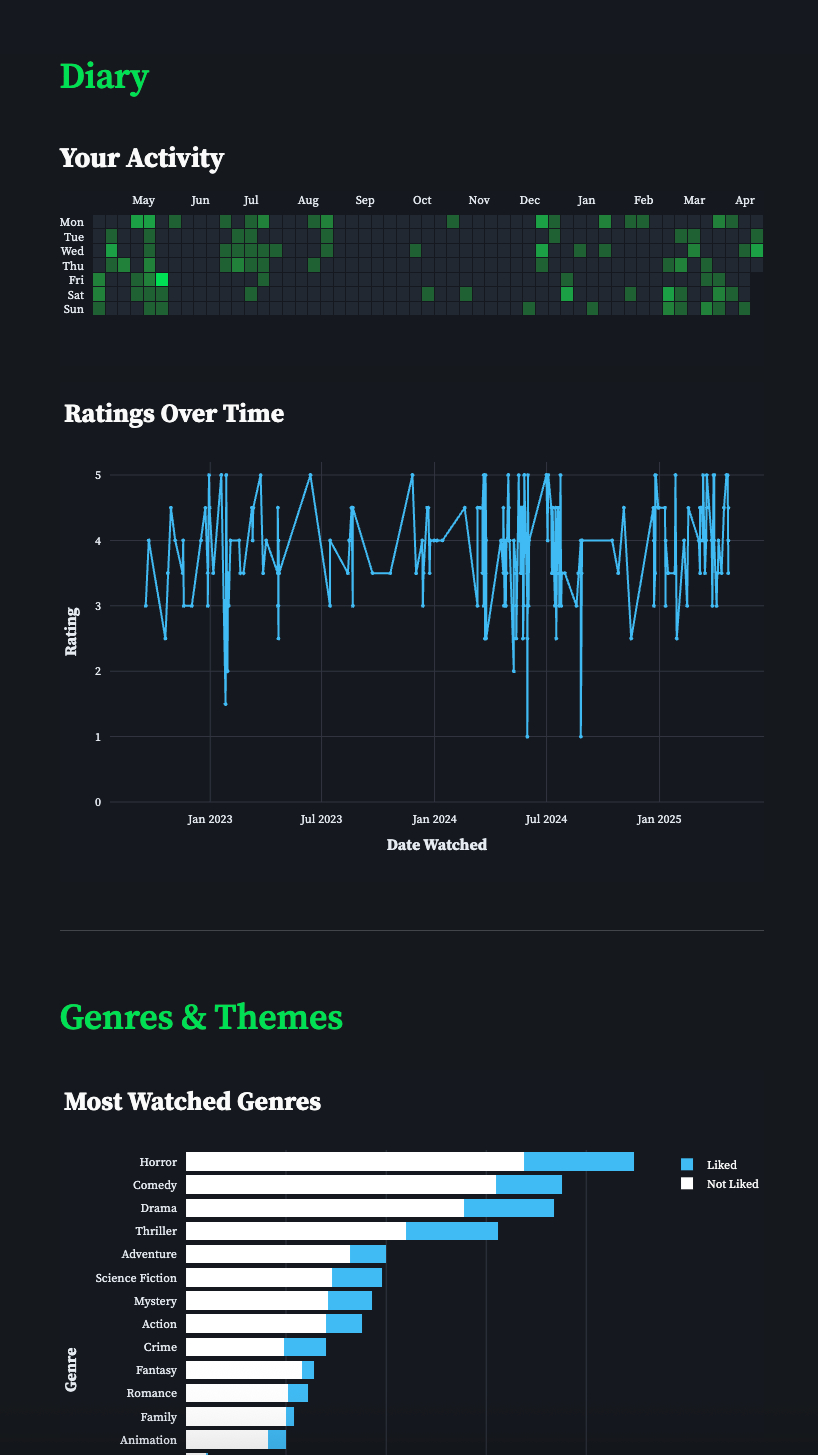 Diary
Your Activity
May Jun Jul Aug Sep Oct Nov Dec Jan Feb Mar Apr
Mon
Tue
Wed
Thu
Fri
Sat
Sun
Ratings Over Time
5
4
3
2
1
0
Rating
Jan 2023 Jul 2023 Jan 2024 Jul 2024 Jan 2025
Date Watched
Genres & Themes
Most Watched Genres
Horror
Comedy
Drama
Thriller
Adventure
Science Fiction
Mystery
Action
Crime
Fantasy
Romance
Family
Animation
Genre
Liked
Not Liked